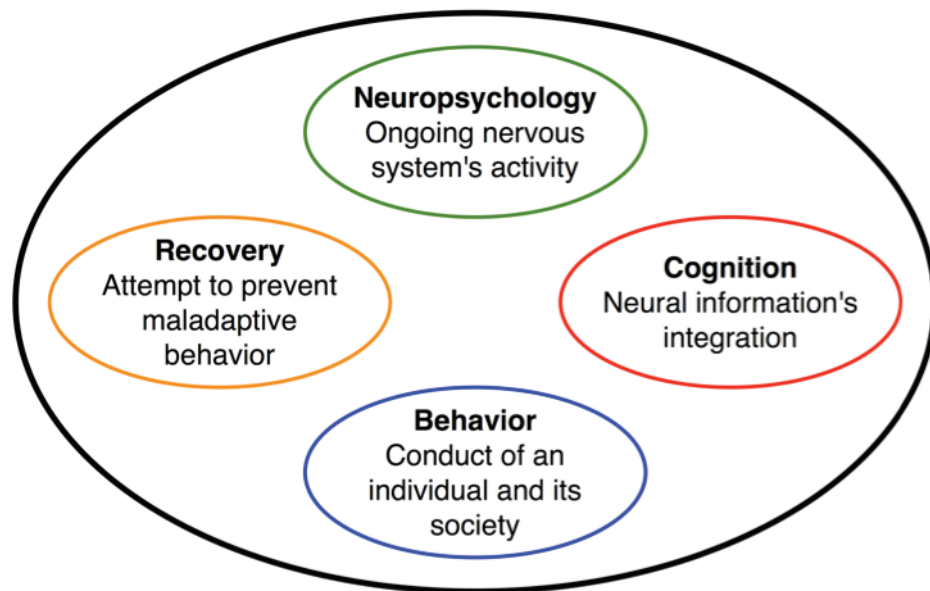 Neuropsychology
Ongoing nervous
system's activity
Recovery
Attempt to prevent
maladaptive
behavior
Cognition
Neural information's
integration
Behavior
Conduct of an
individual and its
society